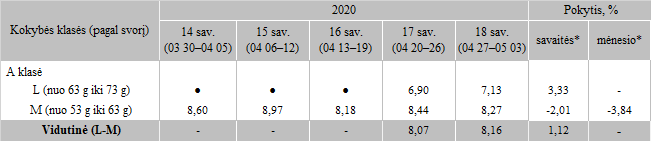 Kokybės klasės (pagal svorį) 2020 Pokytis, %
14 sav. (03 30–04 05) 15 sav. (04 06–12) 16 sav. (04 13–19) 17 sav. (04 20–26) 18 sav. (04 27–05 03) savaitės* mėnesio*
A klasė
L (nuo 63 g iki 73 g) ● ● ● 6,90 7,13 3,33 -
M (nuo 53 g iki 63 g) 8,60 8,97 8,18 8,44 8,27 -2,01 -3,84
Vidutinė (L-M) - - - 8,07 8,16 1,12 -